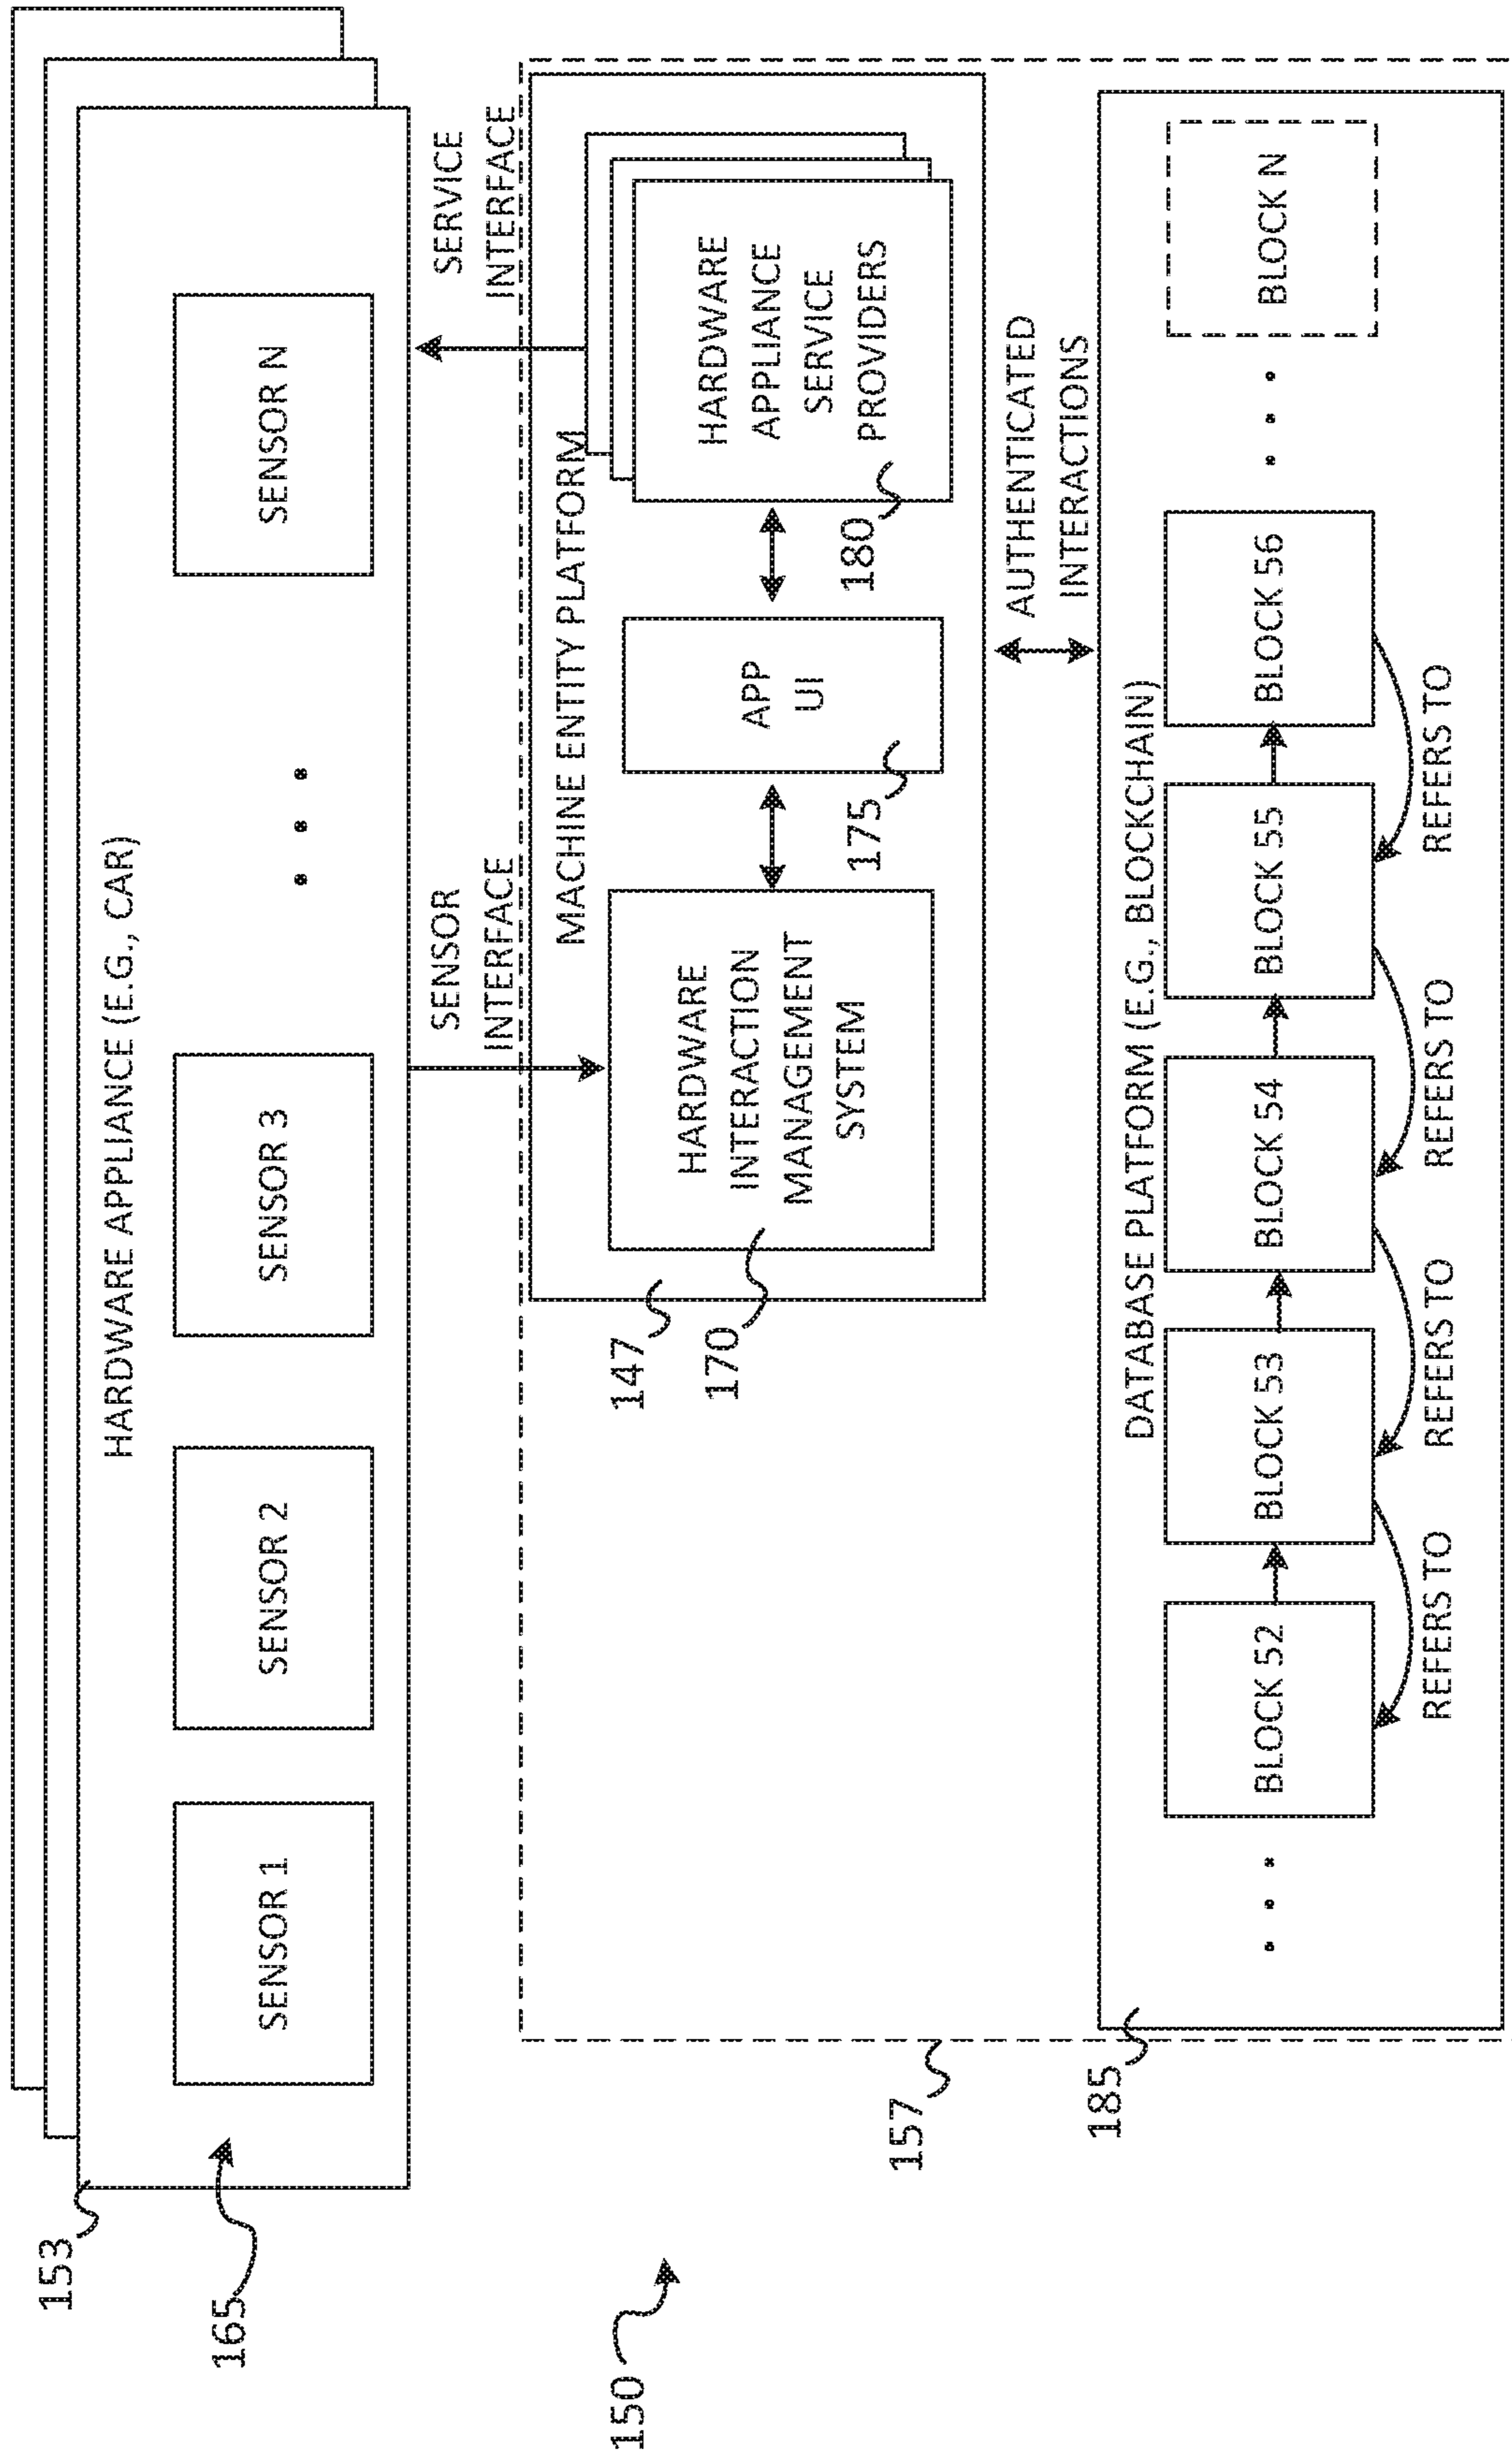 153
HARDWARE APPLIANCE (E.G., CAR)
165
SENSOR 1
SENSOR 2
SENSOR 3
SENSOR N
SENSOR
INTERFACE
SERVICE
INTERFACE
150
157
MACHINE ENTITY PLATFORM
147
170
HARDWARE
INTERACTION
MANAGEMENT
SYSTEM
175
APP
UI
180
HARDWARE
APPLIANCE
SERVICE
PROVIDERS
AUTHENTICATED
INTERACTIONS
185
DATABASE PLATFORM (E.G., BLOCKCHAIN)
BLOCK 52
BLOCK 53
BLOCK 54
BLOCK 55
BLOCK 56
BLOCK N
REFERS TO
REFERS TO
REFERS TO
REFERS TO